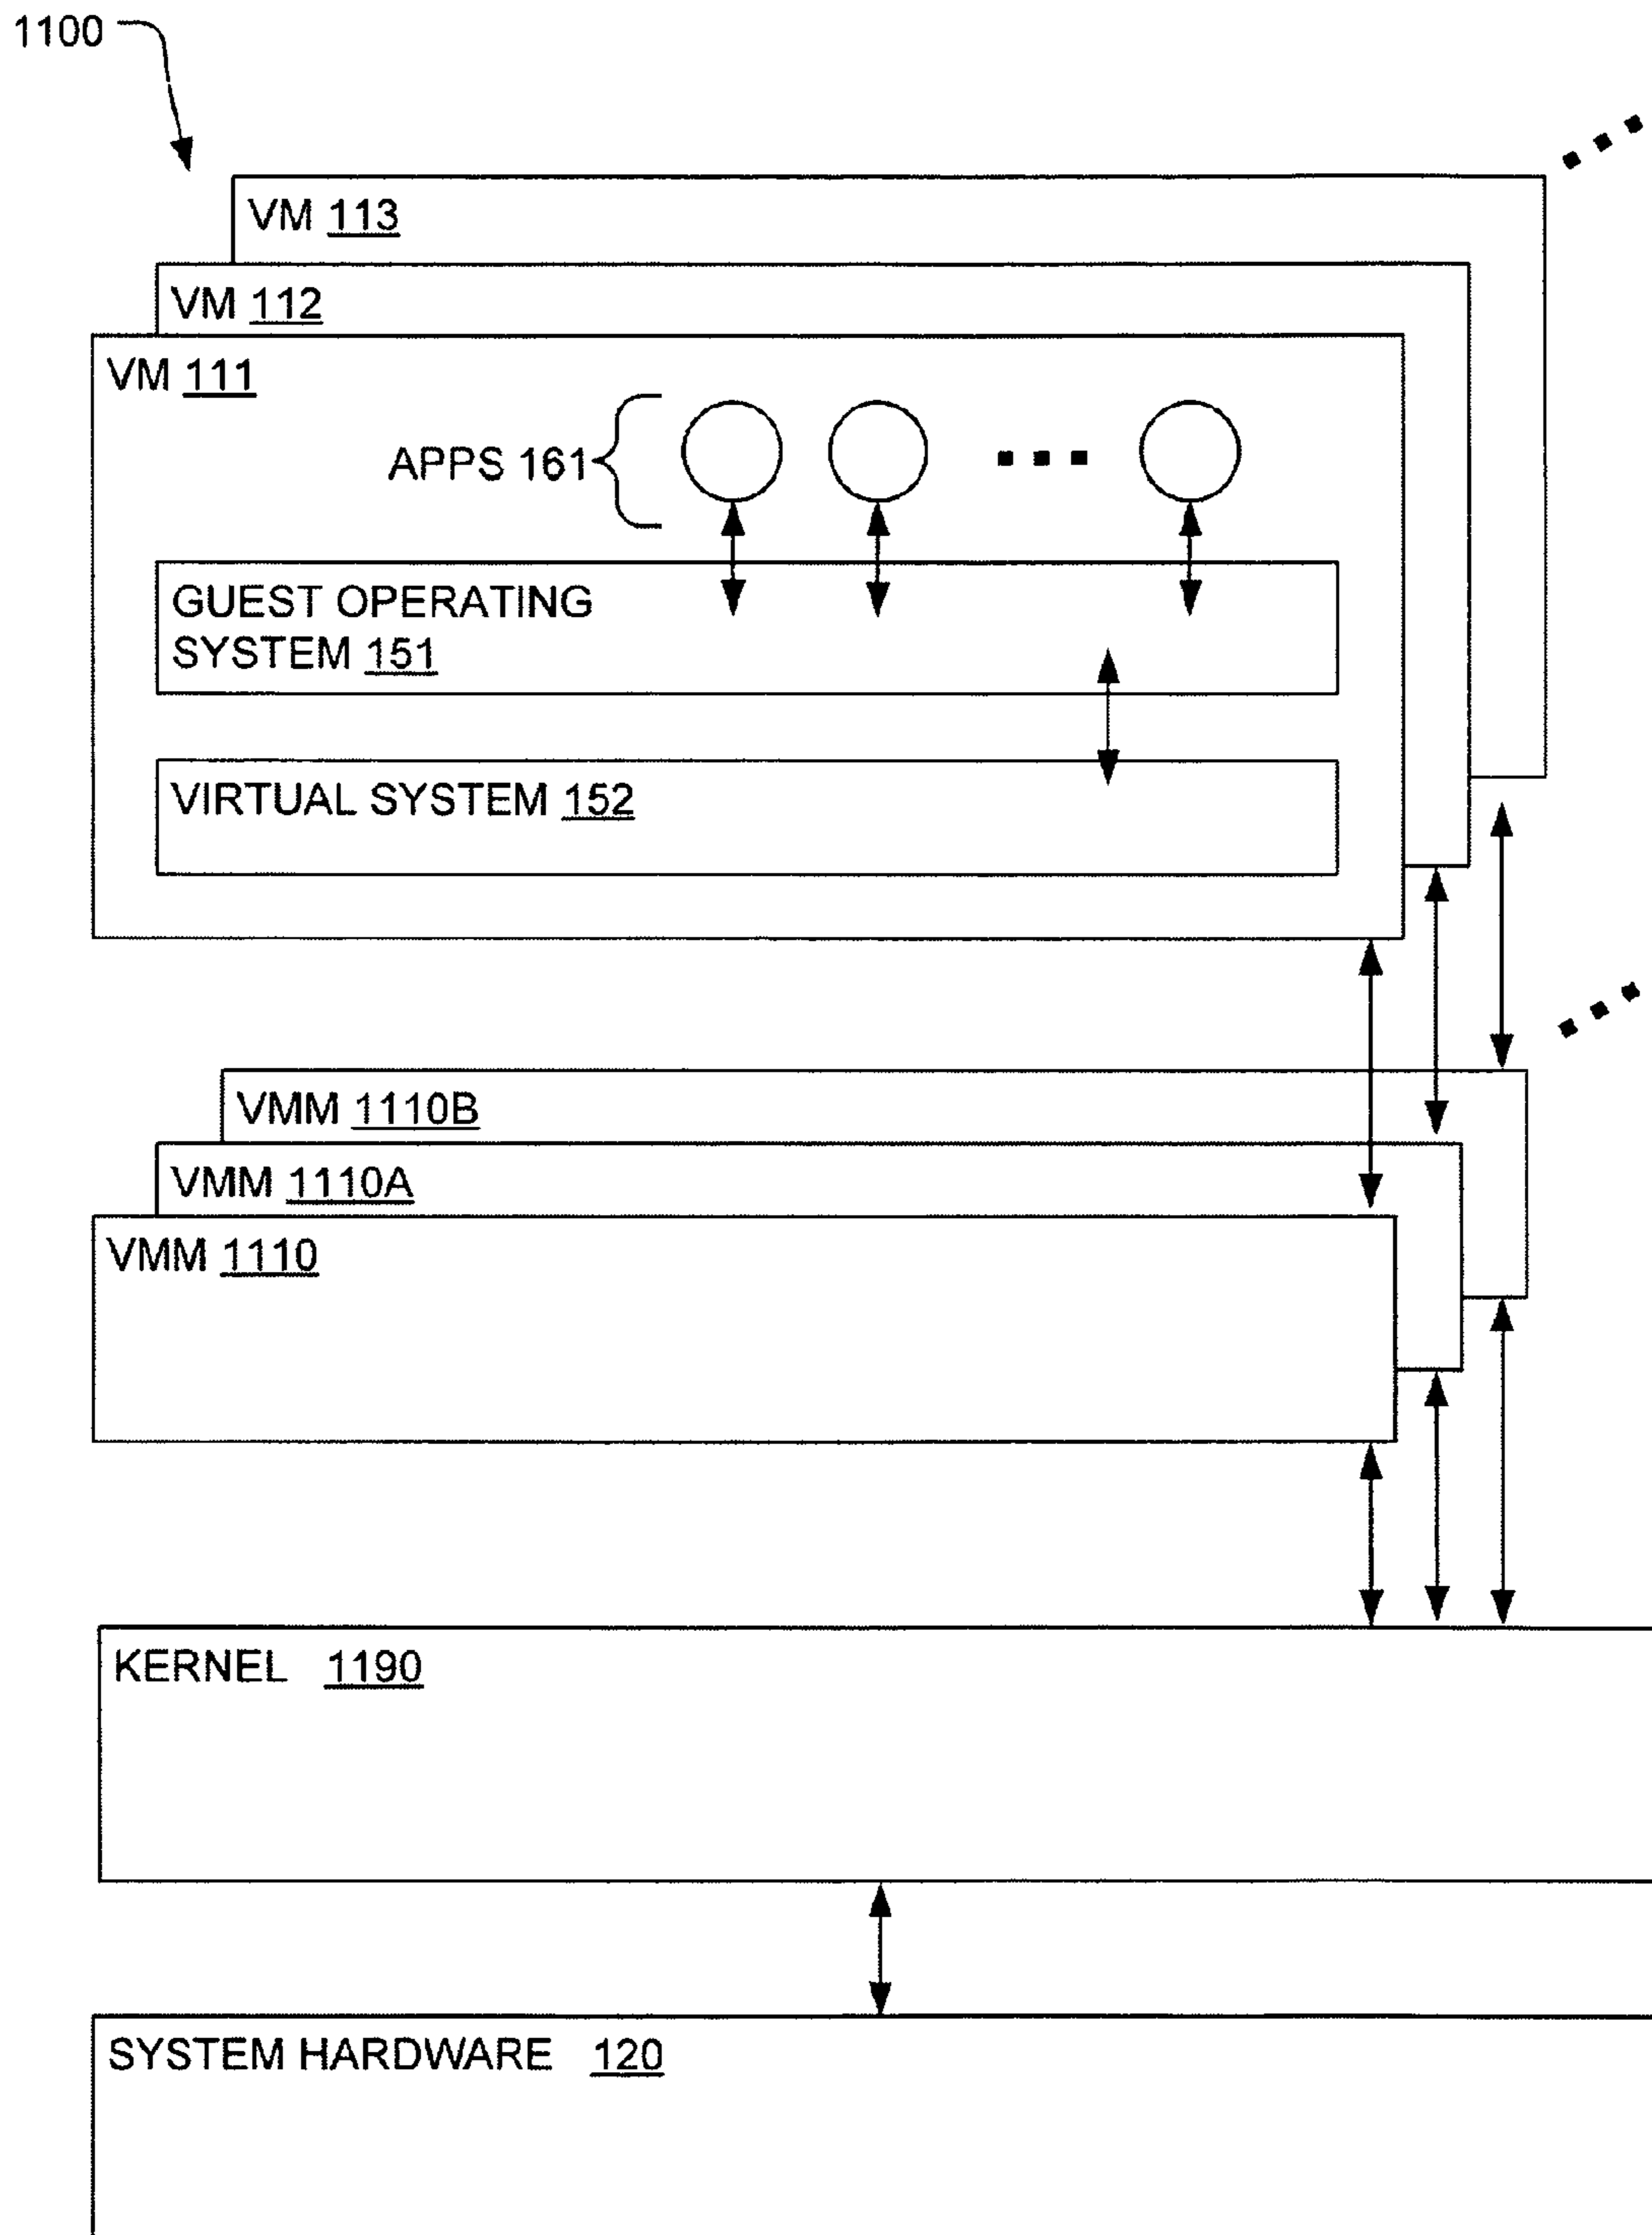 1100
VM 113
VM 112
VM 111
APPS 161
GUEST OPERATING
SYSTEM 151
VIRTUAL SYSTEM 152
VMM 1110B
VMM 1110A
VMM 1110
KERNEL 1190
SYSTEM HARDWARE 120